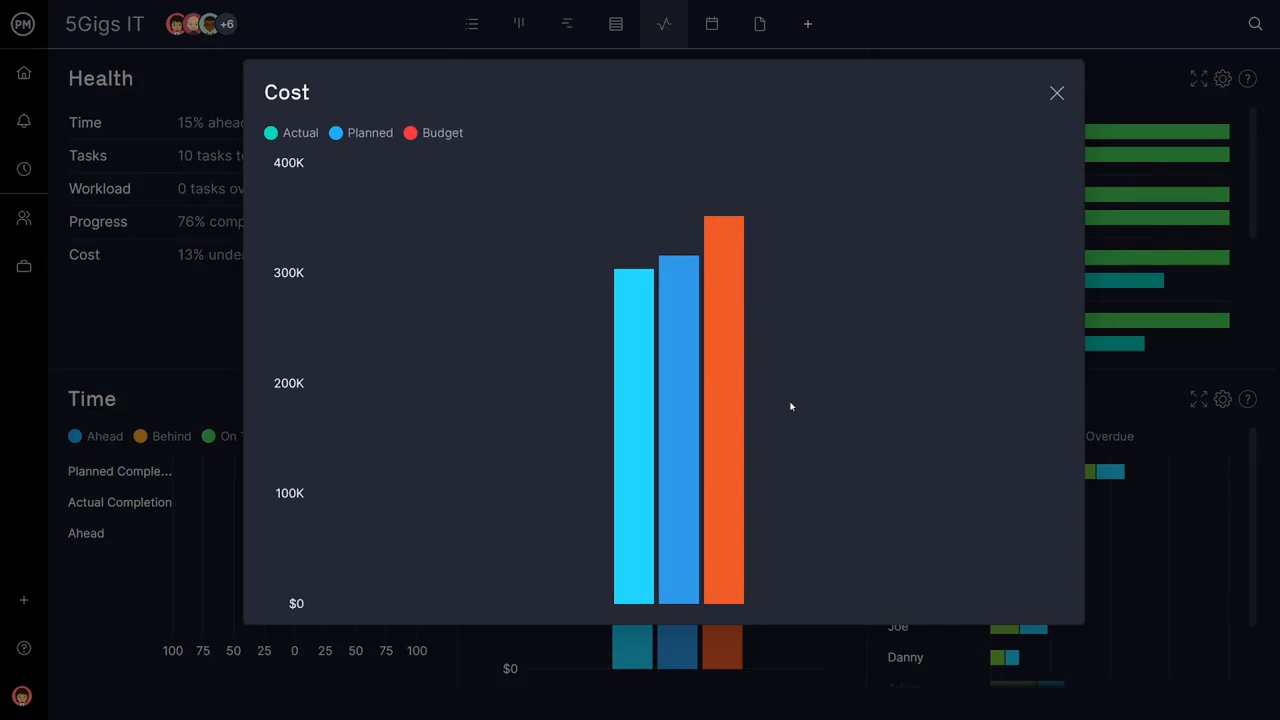 PM
5Gigs IT
+6
Health
Time 15% ahea
Tasks 10 tasks t
Workload 0 tasks ov
Progress 76% comp
Cost 13% unde
Cost
Actual Planned Budget
400K
300K
200K
100K
$0
Time
Ahead Behind On
Planned Comple...
Actual Completion
Ahead
100 75 50 25 0 25 50 75 100
$0
Overdue
Joe
Danny